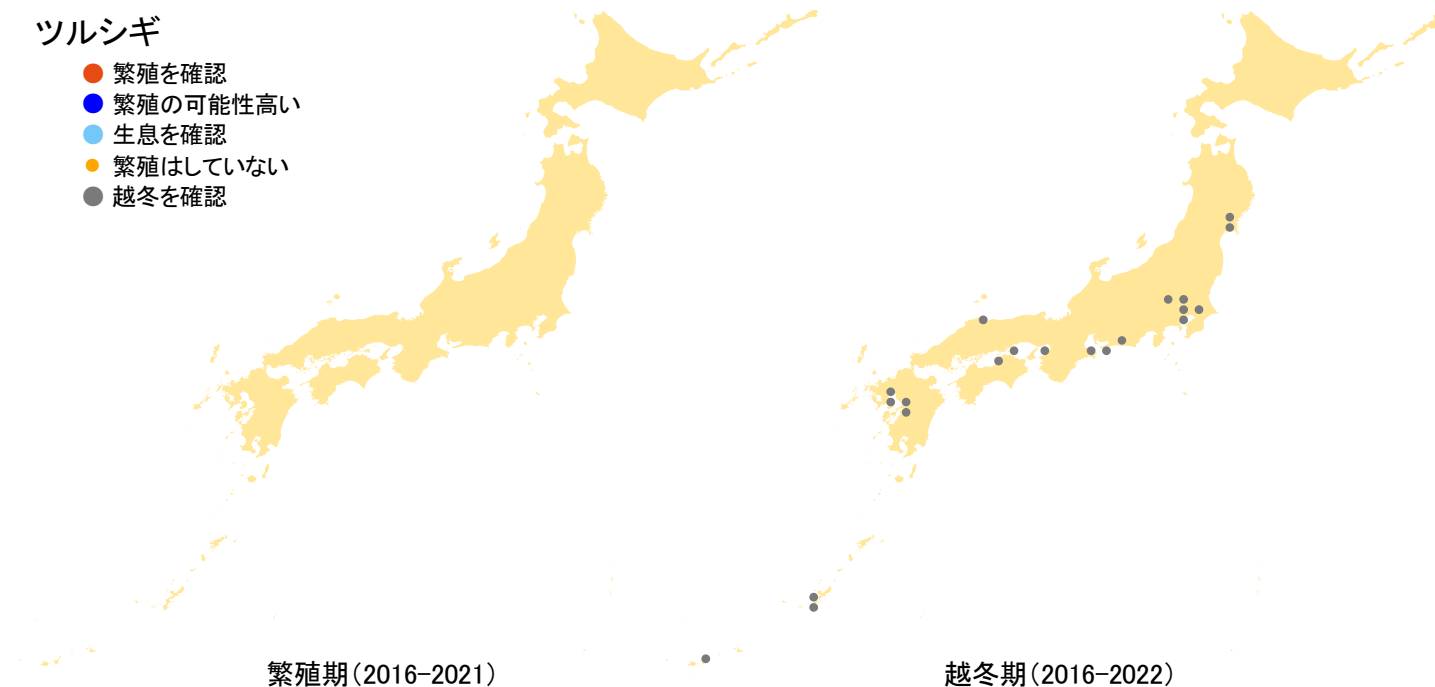 ツルシギ
繁殖を確認
繁殖の可能性高い
生息を確認
繁殖はしていない
越冬を確認
繁殖期(2016-2021)
越冬期(2016-2022)